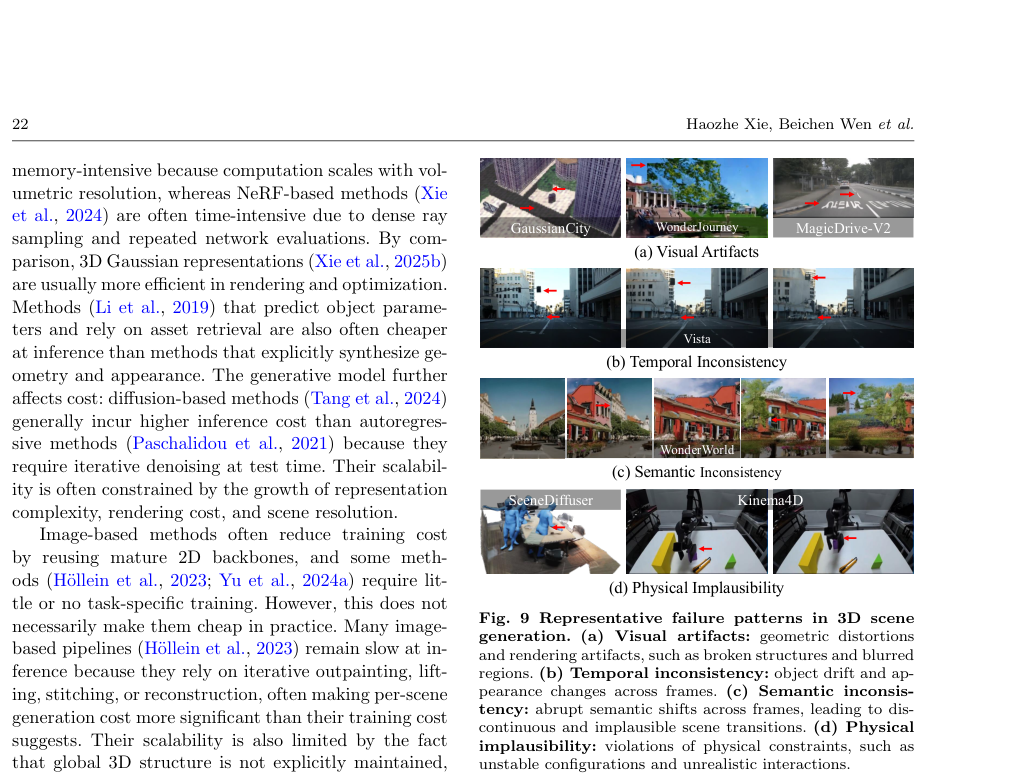 22
Haozhe Xie, Beichen Wen et al.
memory-intensive because computation scales with vol-
umetric resolution, whereas NeRF-based methods (Xie
et al., 2024) are often time-intensive due to dense ray
sampling and repeated network evaluations. By com-
parison, 3D Gaussian representations (Xie et al., 2025b)
are usually more efficient in rendering and optimization.
Methods (Li et al., 2019) that predict object parame-
ters and rely on asset retrieval are also often cheaper
at inference than methods that explicitly synthesize ge-
ometry and appearance. The generative model further
affects cost: diffusion-based methods (Tang et al., 2024)
generally incur higher inference cost than autoregres-
sive methods (Paschalidou et al., 2021) because they
require iterative denoising at test time. Their scalabil-
ity is often constrained by the growth of representation
complexity, rendering cost, and scene resolution.
Image-based methods often reduce training cost
by reusing mature 2D backbones, and some meth-
ods (Höllein et al., 2023; Yu et al., 2024a) require lit-
tle or no task-specific training. However, this does not
necessarily make them cheap in practice. Many image-
based pipelines (Höllein et al., 2023) remain slow at in-
ference because they rely on iterative outpainting, lift-
ing, stitching, or reconstruction, often making per-scene
generation cost more significant than their training cost
suggests. Their scalability is also limited by the fact
that global 3D structure is not explicitly maintained,
GaussianCity
WonderJourney
MagicDrive-V2
(a) Visual Artifacts
Vista
(b) Temporal Inconsistency
WonderWorld
(c) Semantic Inconsistency
SceneDiffuser
Kinema4D
(d) Physical Implausibility
Fig. 9 Representative failure patterns in 3D scene
generation. (a) Visual artifacts: geometric distortions
and rendering artifacts, such as broken structures and blurred
regions. (b) Temporal inconsistency: object drift and ap-
pearance changes across frames. (c) Semantic inconsis-
tency: abrupt semantic shifts across frames, leading to dis-
continuous and implausible scene transitions. (d) Physical
implausibility: violations of physical constraints, such as
unstable configurations and unrealistic interactions.